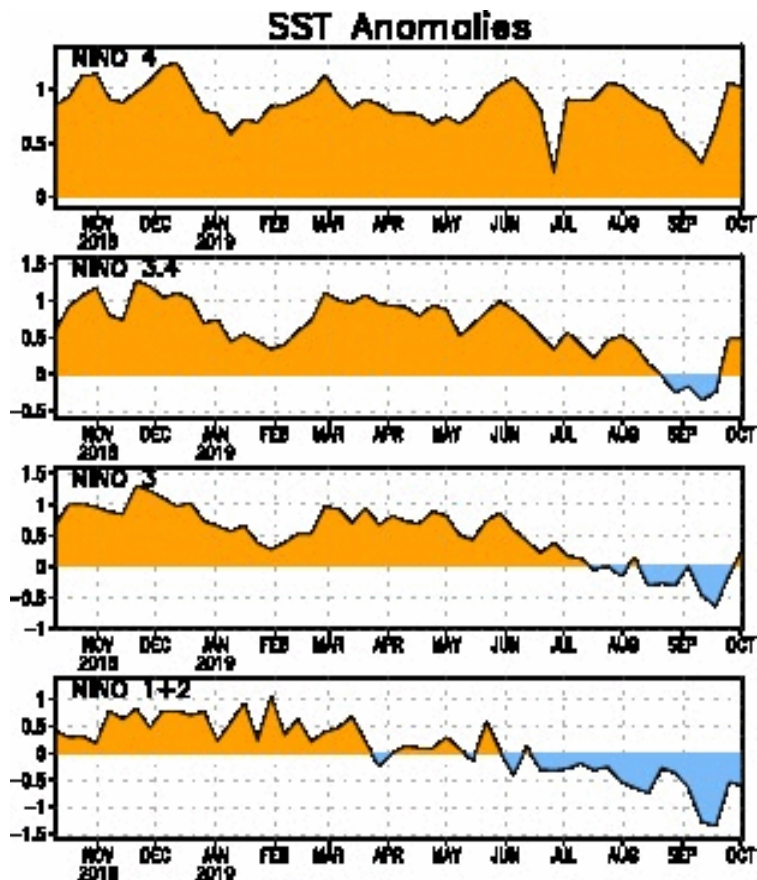 SST Anomalies
NINO 4
1
0.5
0
NOV DEC JAN FEB MAR APR MAY JUN JUL AUG SEP OCT
2018 2019
NINO 3.4
1.5
1
0.5
0
-0.5
NOV DEC JAN FEB MAR APR MAY JUN JUL AUG SEP OCT
2018 2019
NINO 3
1.5
1
0.5
0
-0.5
-1
NOV DEC JAN FEB MAR APR MAY JUN JUL AUG SEP OCT
2018 2019
NINO 1+2
1
0.5
0
-0.5
-1
-1.5
NOV DEC JAN FEB MAR APR MAY JUN JUL AUG SEP OCT
2018 2019